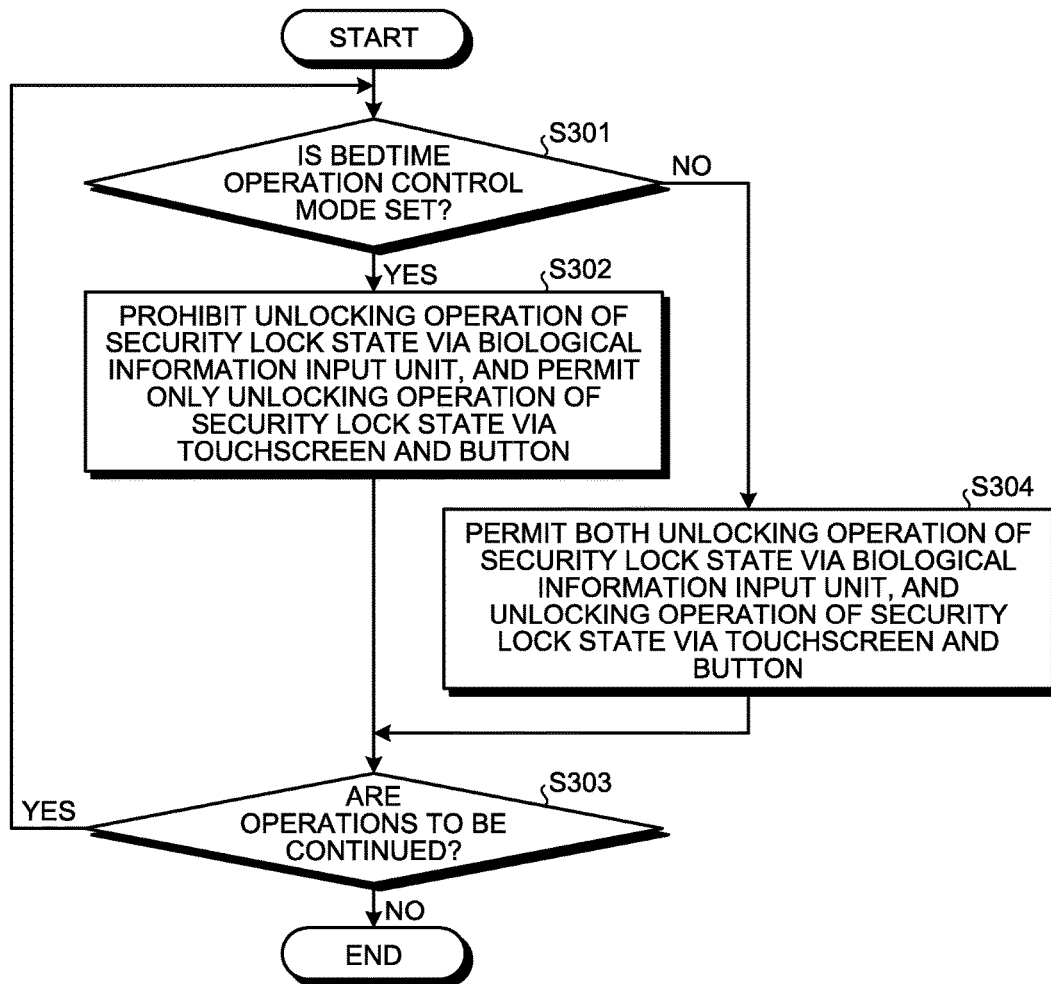 START
S301
IS BEDTIME
OPERATION CONTROL
MODE SET?
NO
YES
S302
PROHIBIT UNLOCKING OPERATION OF
SECURITY LOCK STATE VIA BIOLOGICAL
INFORMATION INPUT UNIT, AND PERMIT
ONLY UNLOCKING OPERATION OF
SECURITY LOCK STATE VIA
TOUCHSCREEN AND BUTTON
S304
PERMIT BOTH UNLOCKING OPERATION OF
SECURITY LOCK STATE VIA BIOLOGICAL
INFORMATION INPUT UNIT, AND
UNLOCKING OPERATION OF SECURITY
LOCK STATE VIA TOUCHSCREEN AND
BUTTON
S303
ARE
OPERATIONS TO BE
CONTINUED?
YES
NO
END